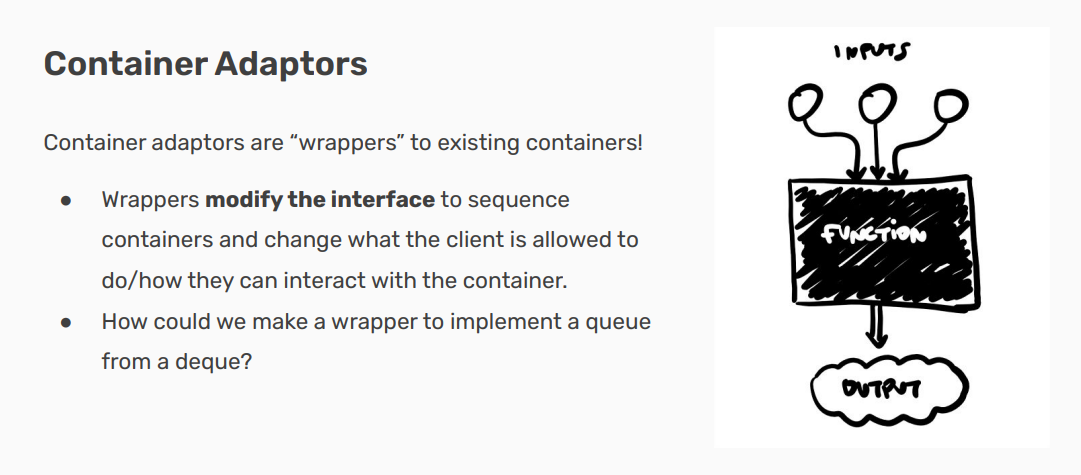 Container Adaptors
Container adaptors are “wrappers” to existing containers!
● Wrappers modify the interface to sequence
containers and change what the client is allowed to
do/how they can interact with the container.
● How could we make a wrapper to implement a queue
from a deque?
INPUTS
FUNCTION
OUTPUT